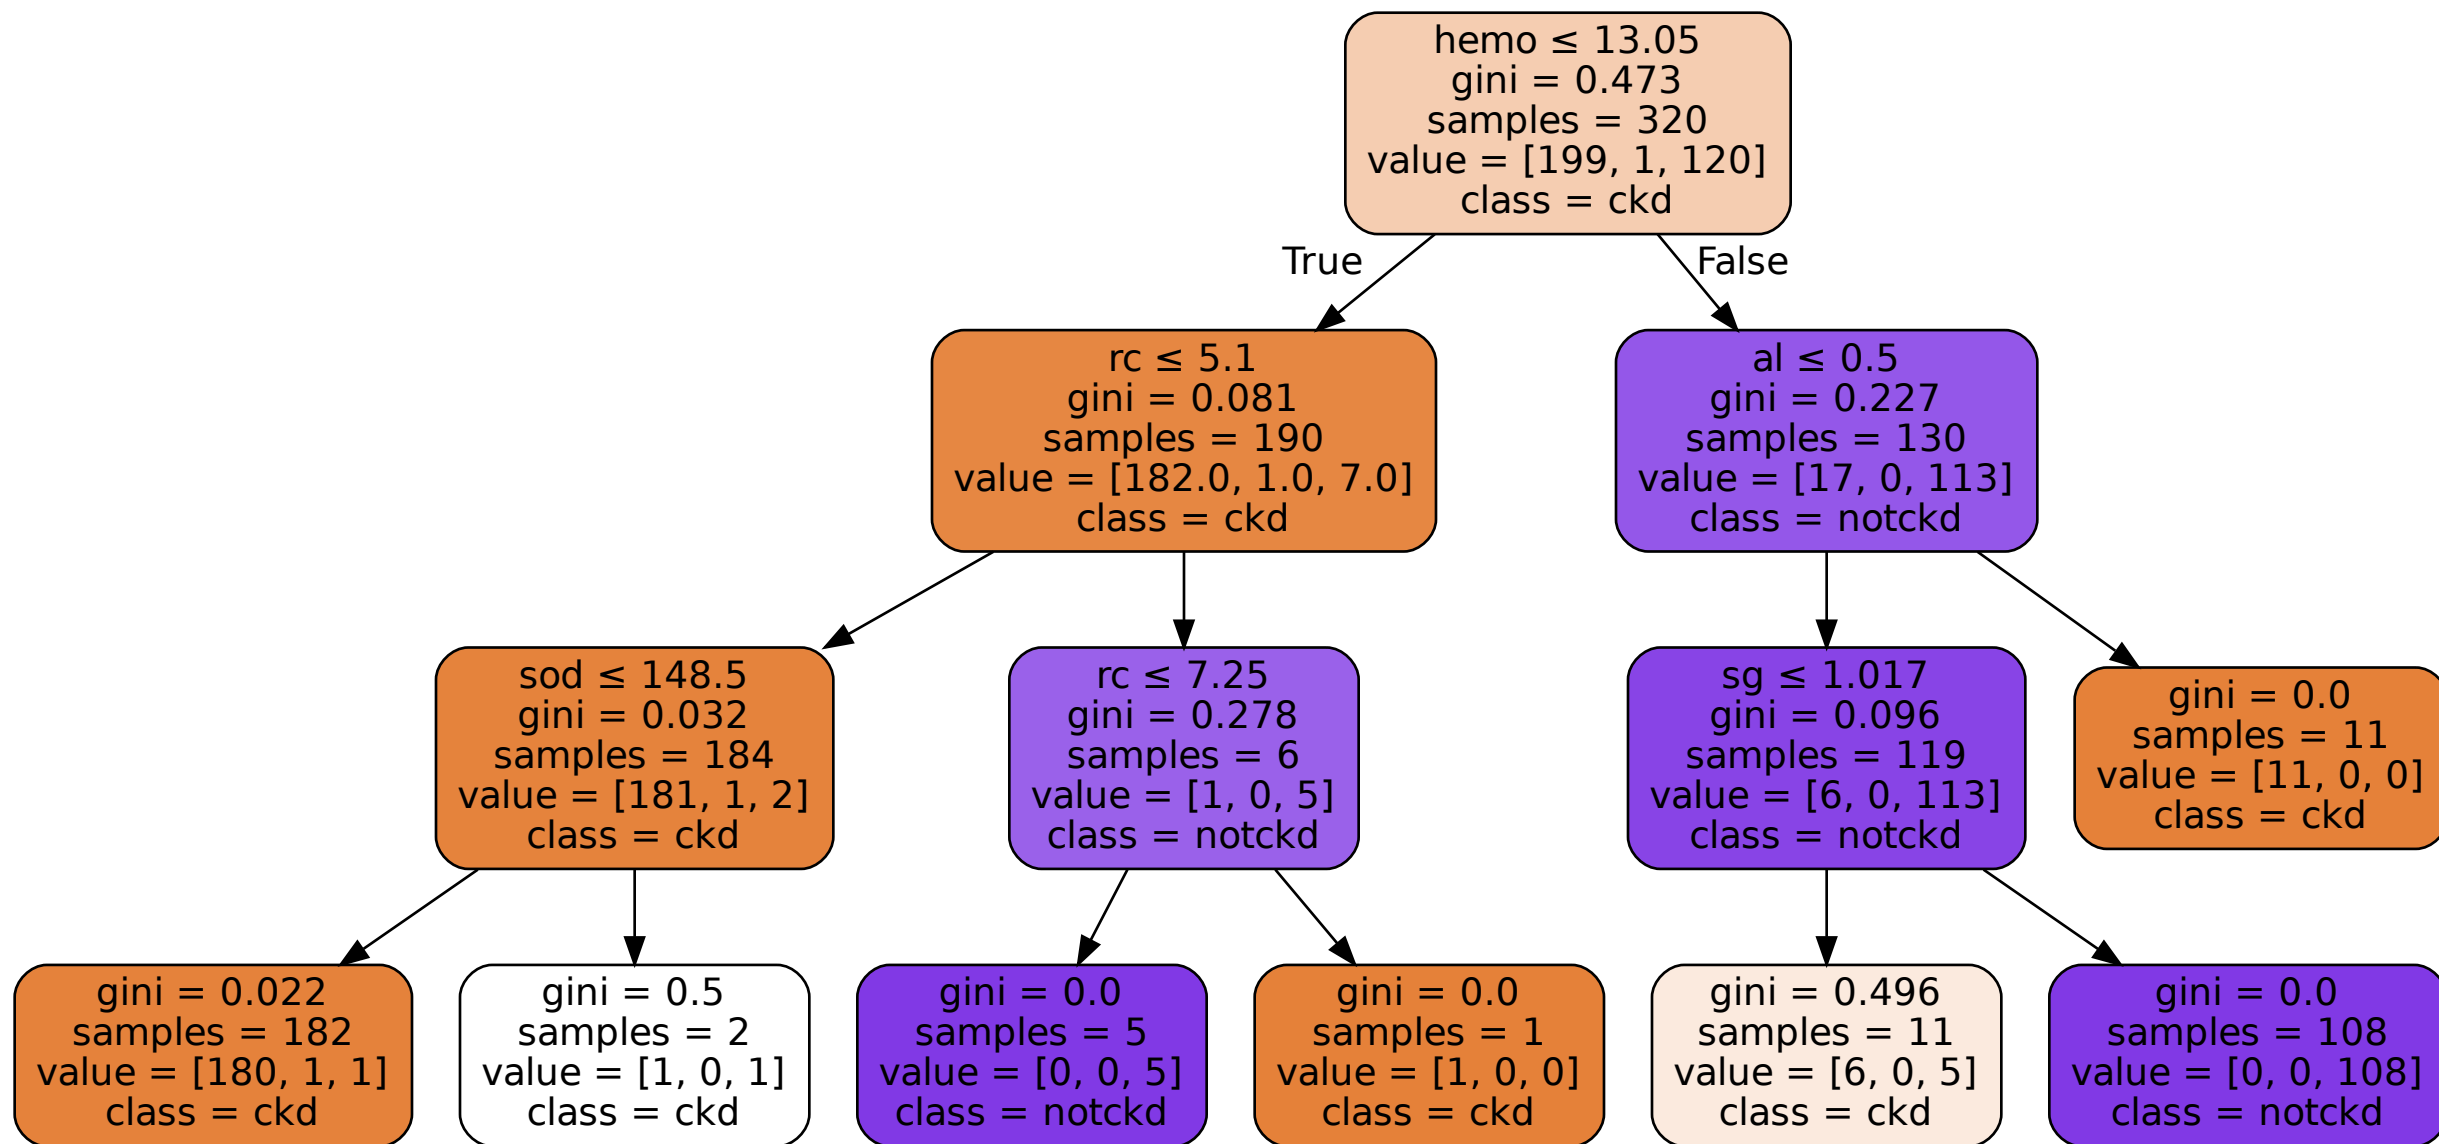 hemo ≤ 13.05
gini = 0.473
samples = 320
value = [199, 1, 120]
class = ckd
True
False
rc ≤ 5.1
gini = 0.081
samples = 190
value = [182.0, 1.0, 7.0]
class = ckd
al ≤ 0.5
gini = 0.227
samples = 130
value = [17, 0, 113]
class = notckd
sod ≤ 148.5
gini = 0.032
samples = 184
value = [181, 1, 2]
class = ckd
rc ≤ 7.25
gini = 0.278
samples = 6
value = [1, 0, 5]
class = notckd
sg ≤ 1.017
gini = 0.096
samples = 119
value = [6, 0, 113]
class = notckd
gini = 0.0
samples = 11
value = [11, 0, 0]
class = ckd
gini = 0.022
samples = 182
value = [180, 1, 1]
class = ckd
gini = 0.5
samples = 2
value = [1, 0, 1]
class = ckd
gini = 0.0
samples = 5
value = [0, 0, 5]
class = notckd
gini = 0.0
samples = 1
value = [1, 0, 0]
class = ckd
gini = 0.496
samples = 11
value = [6, 0, 5]
class = ckd
gini = 0.0
samples = 108
value = [0, 0, 108]
class = notckd